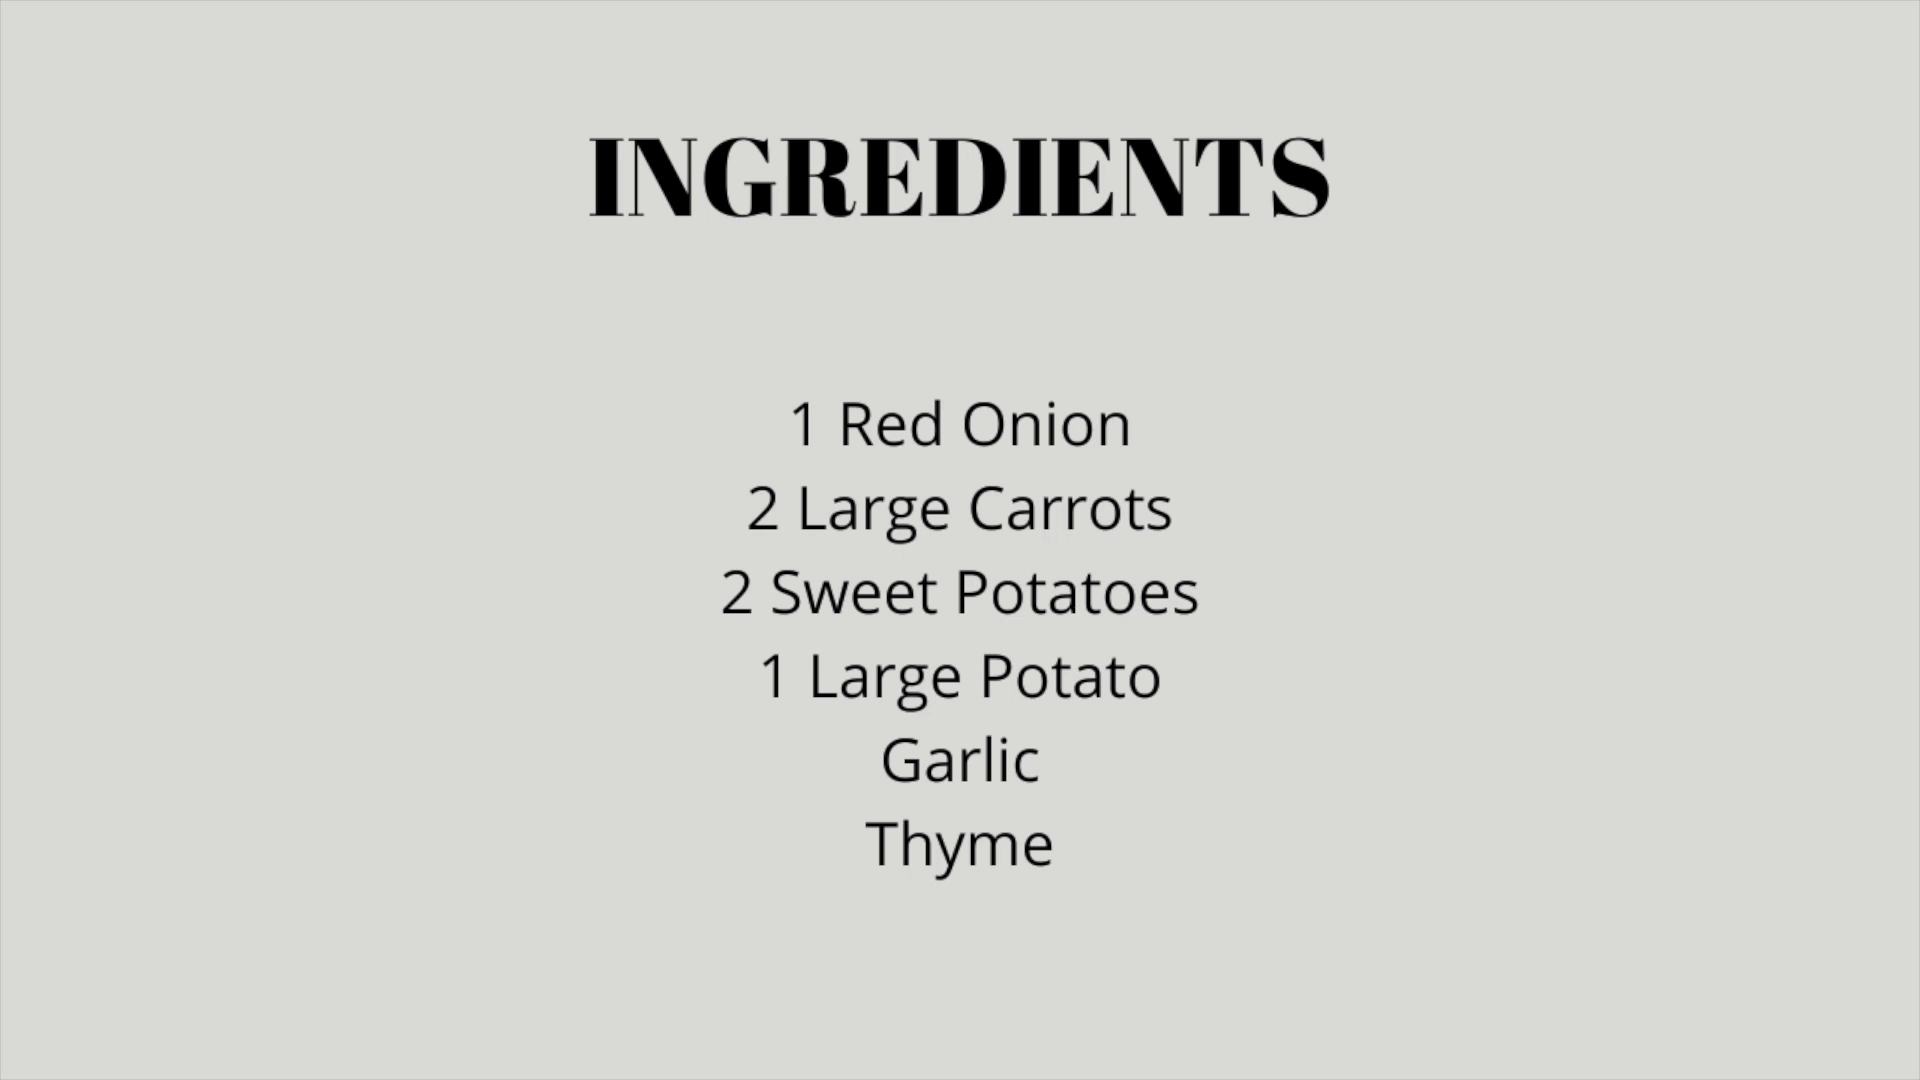 INGREDIENTS
1 Red Onion
2 Large Carrots
2 Sweet Potatoes
1 Large Potato
Garlic
Thyme